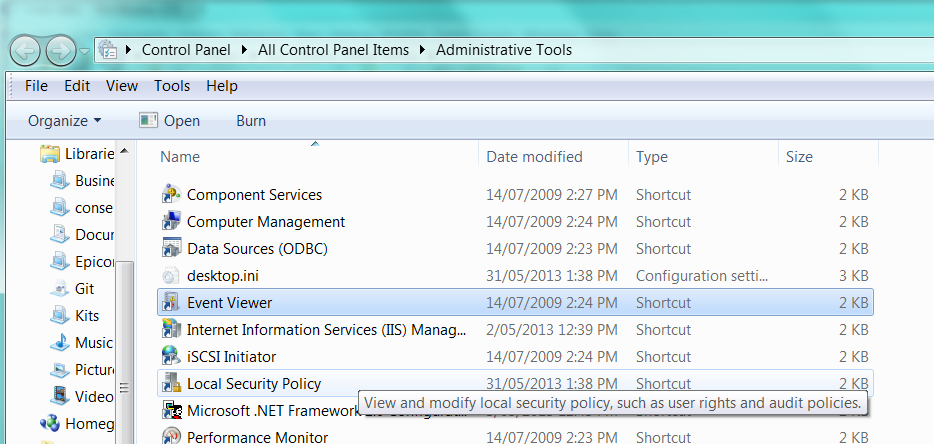 Control Panel All Control Panel Items Administrative Tools
File Edit View Tools Help
Organize Open Burn
Librarie
Busine
conse
Docur
Epicor
Git
Kits
Music
Picture
Videos
Homeg
Name Date modified Type Size
Component Services 14/07/2009 2:27 PM Shortcut 2 KB
Computer Management 14/07/2009 2:24 PM Shortcut 2 KB
Data Sources (ODBC) 14/07/2009 2:23 PM Shortcut 2 KB
desktop.ini 31/05/2013 1:38 PM Configuration setti... 3 KB
Event Viewer 14/07/2009 2:24 PM Shortcut 2 KB
Internet Information Services (IIS) Manag... 2/05/2013 12:39 PM Shortcut 2 KB
iSCSI Initiator 14/07/2009 2:24 PM Shortcut 2 KB
Local Security Policy 31/05/2013 1:38 PM Shortcut 2 KB
View and modify local security policy, such as user rights and audit policies.
Microsoft .NET Framework
Performance Monitor 14/07/2009 2:23 PM Shortcut 2 KB